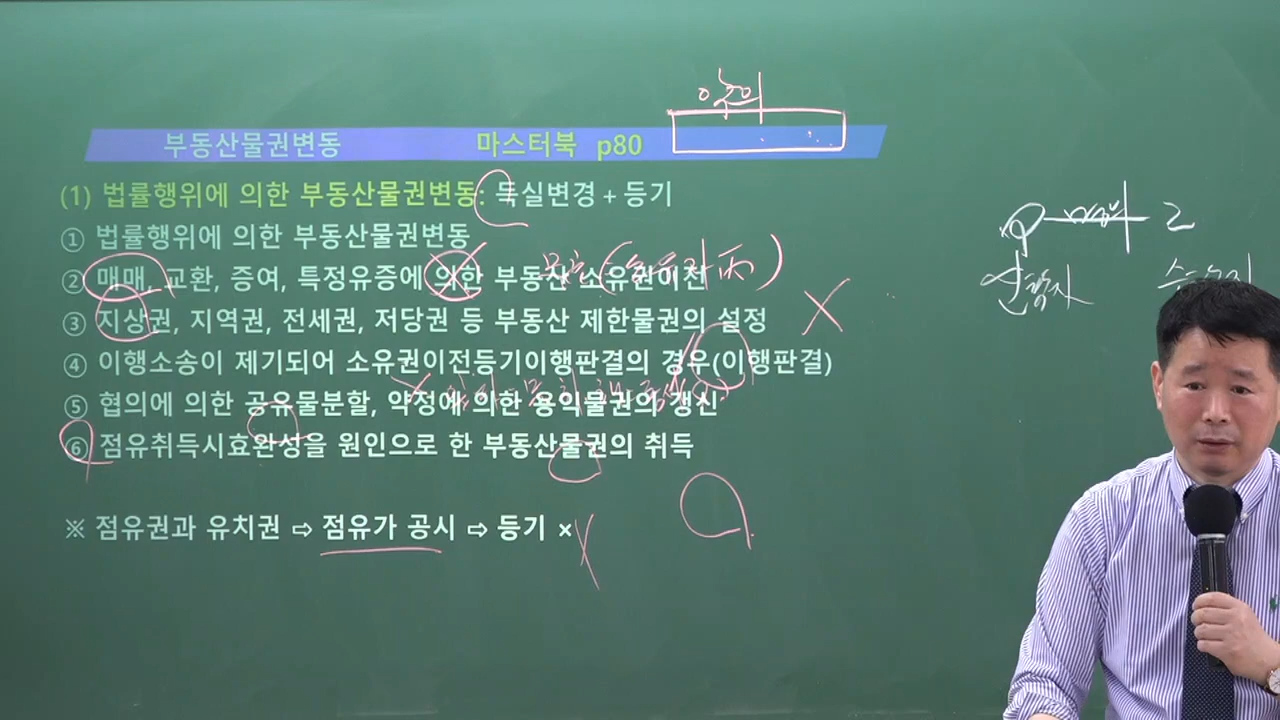 부동산물권변동 마스터북 p80
(1) 법률행위에 의한 부동산물권변동: 득실변경 + 등기
① 법률행위에 의한 부동산물권변동
② 매매, 교환, 증여, 특정유증에 의한 부동산 소유권이전
③ 지상권, 지역권, 전세권, 저당권 등 부동산 제한물권의 설정
④ 이행소송이 제기되어 소유권이전등기이행판결의 경우(이행판결)
⑤ 협의에 의한 공유물분할, 약정에 의한 용익물권의 갱신
⑥ 점유취득시효완성을 원인으로 한 부동산물권의 취득
※ 점유권과 유치권 ⇨ 점유가 공시 ⇨ 등기 ×